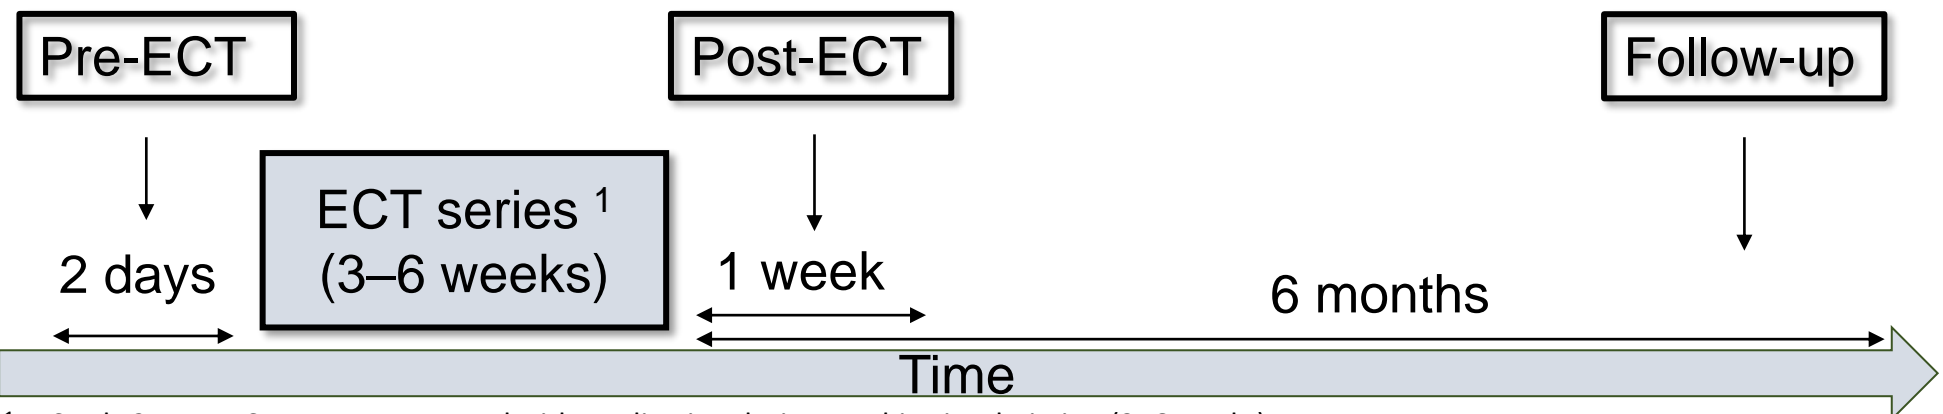 Pre-ECT
Post-ECT
Follow-up
ECT series ¹
(3–6 weeks)
2 days
1 week
6 months
Time